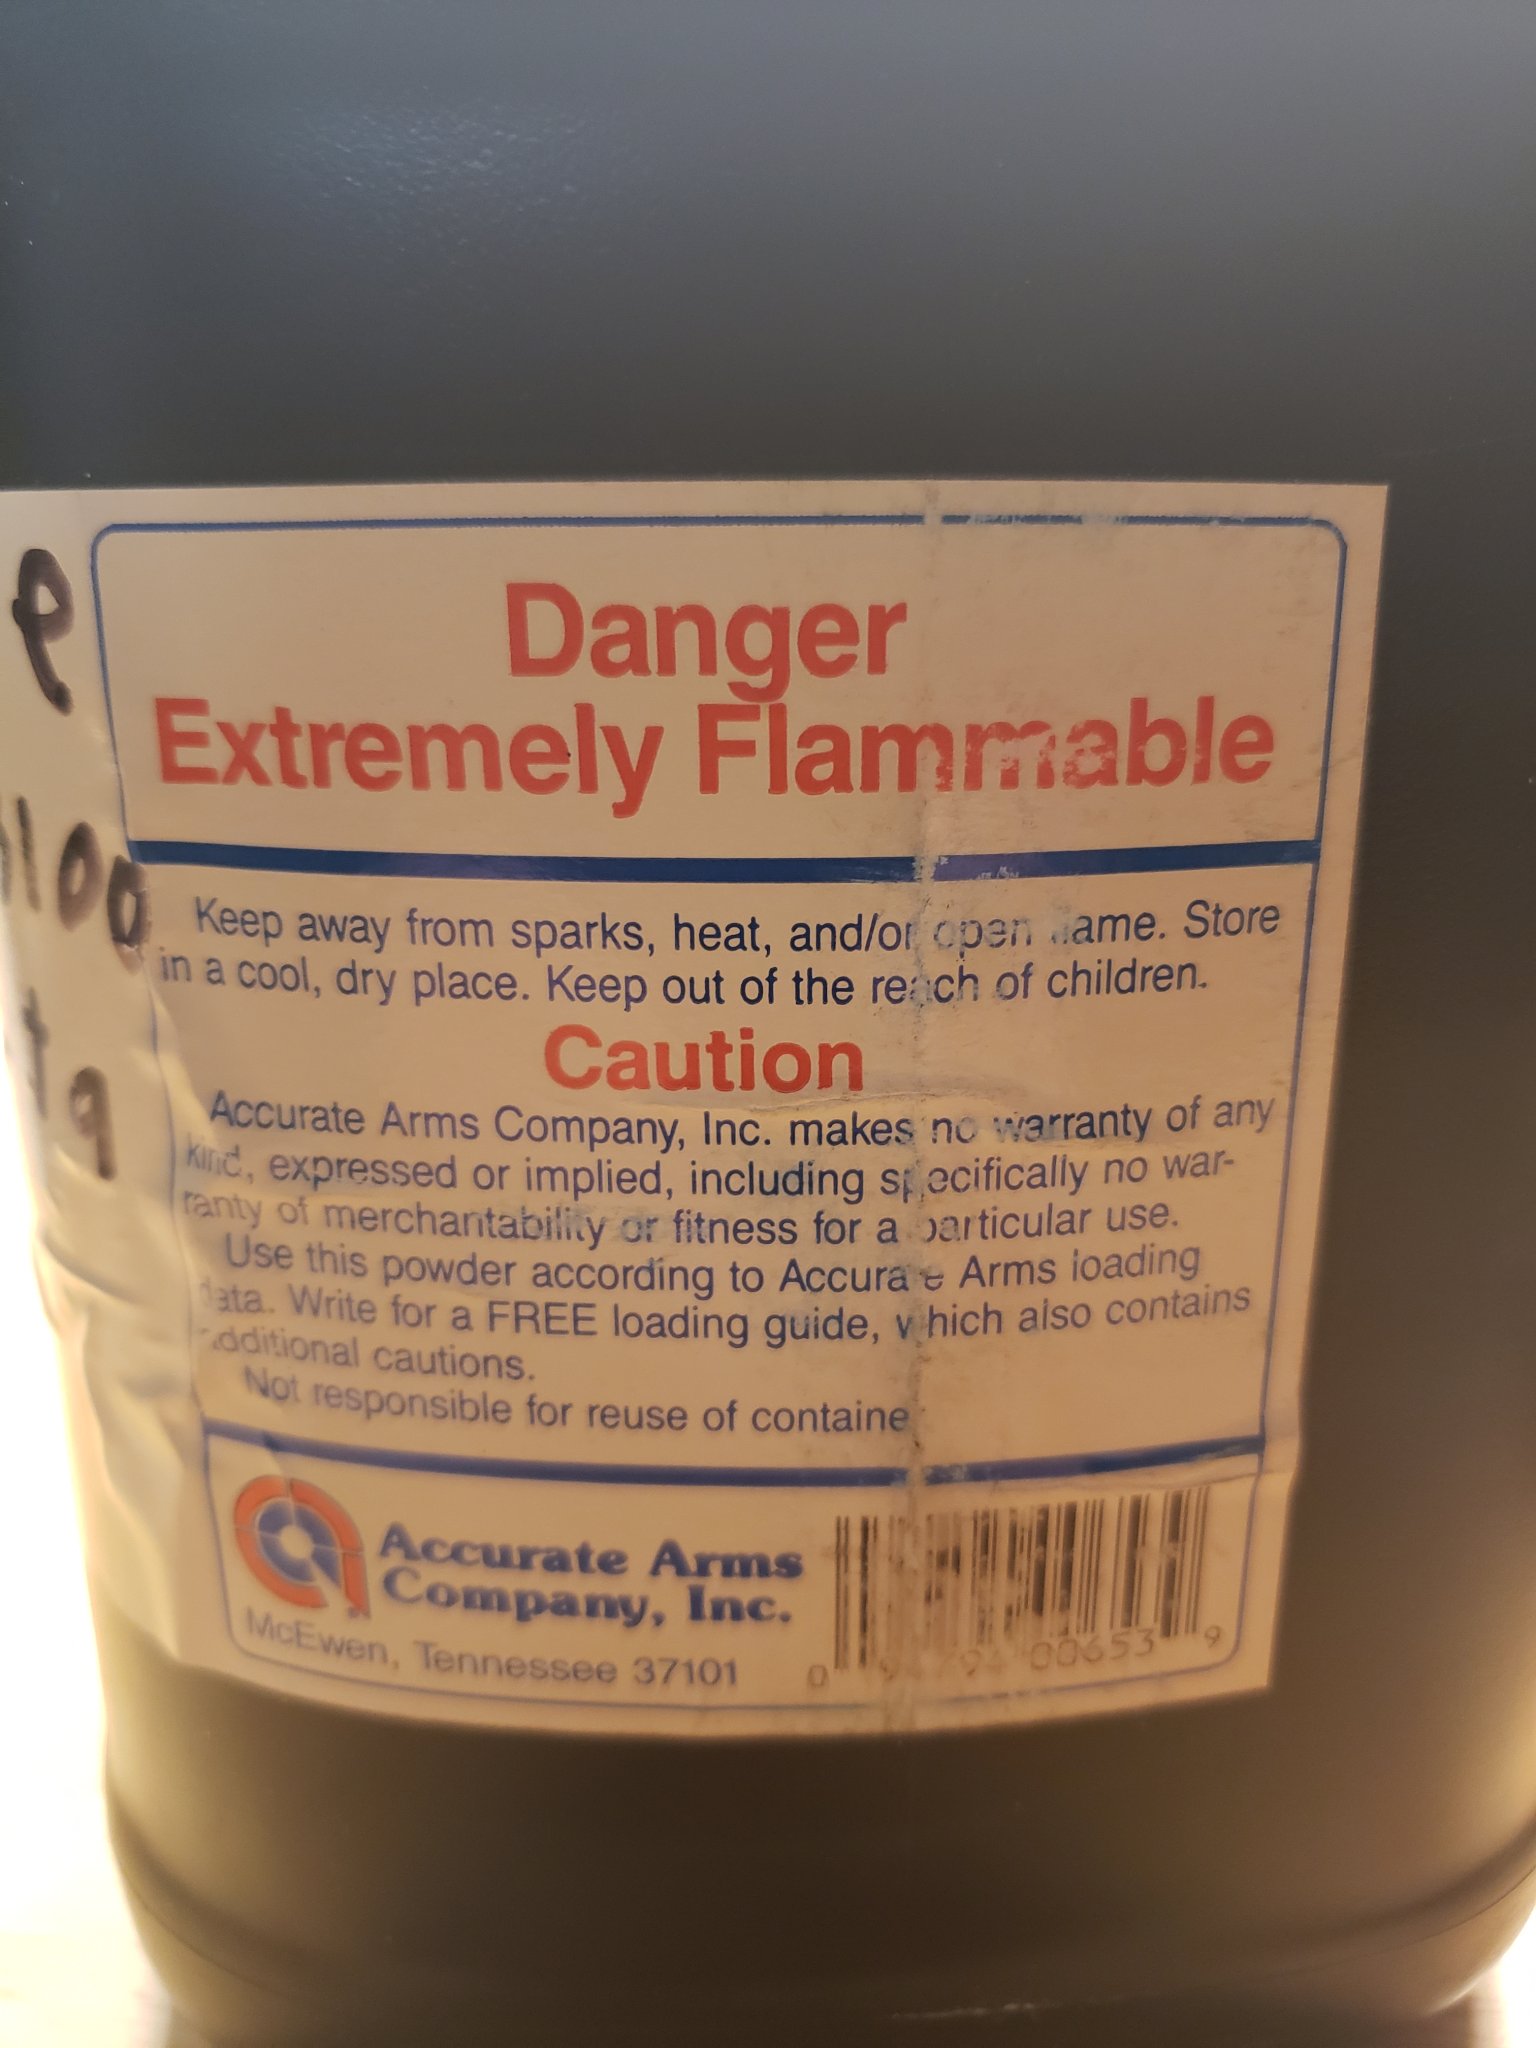 Danger
Extremely Flammable
Keep away from sparks, heat, and/or open flame. Store
in a cool, dry place. Keep out of the reach of children.
Caution
Accurate Arms Company, Inc. makes no warranty of any
kind, expressed or implied, including specifically no war-
ranty of merchantability or fitness for a particular use.
Use this powder according to Accurate Arms loading
data. Write for a FREE loading guide, which also contains
additional cautions.
Not responsible for reuse of containe
Accurate Arms
Company, Inc.
McEwen, Tennessee 37101
00653 9